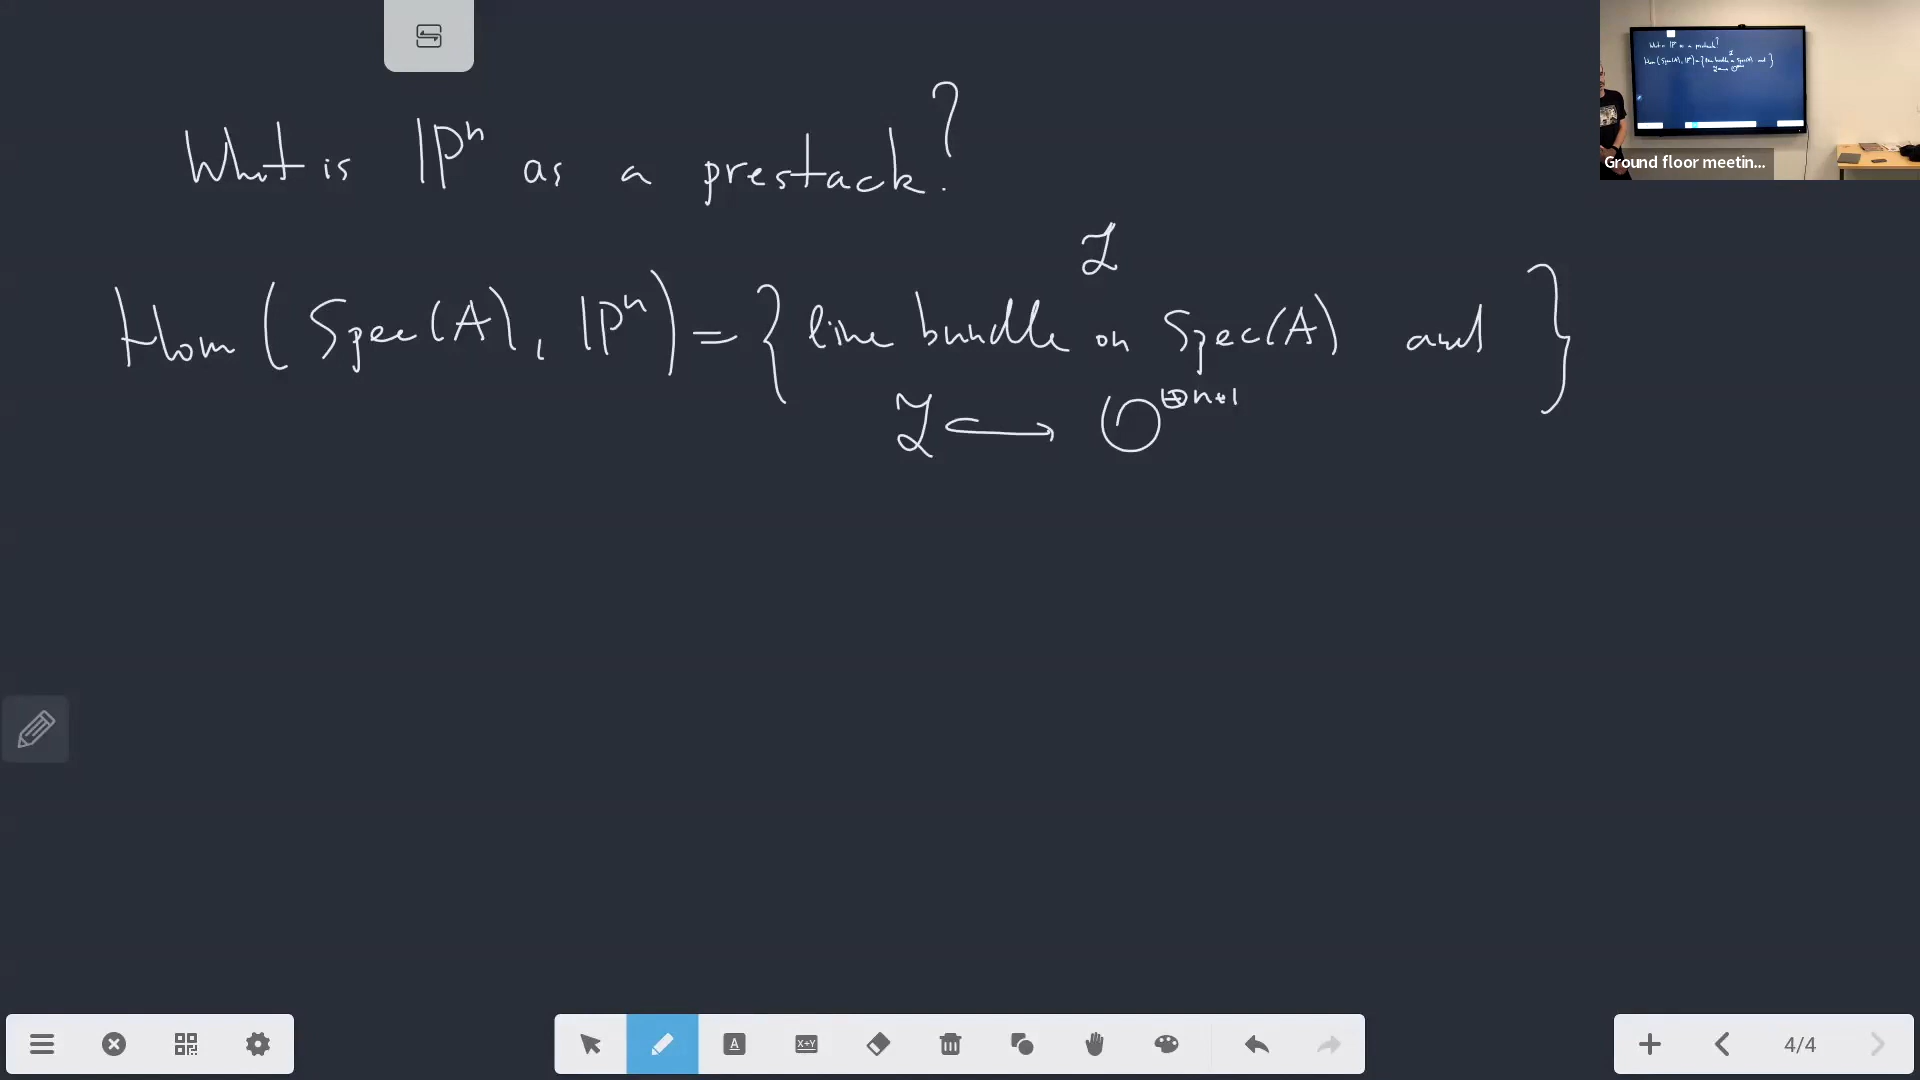 What is ℙⁿ as a prestack?
ℒ
Hom(Spec(A), ℙⁿ) = { line bundle on Spec(A) and }
ℒ ↪ 𝒪^{⊕n+1}
Ground floor meetin...
A
X+Y
4/4